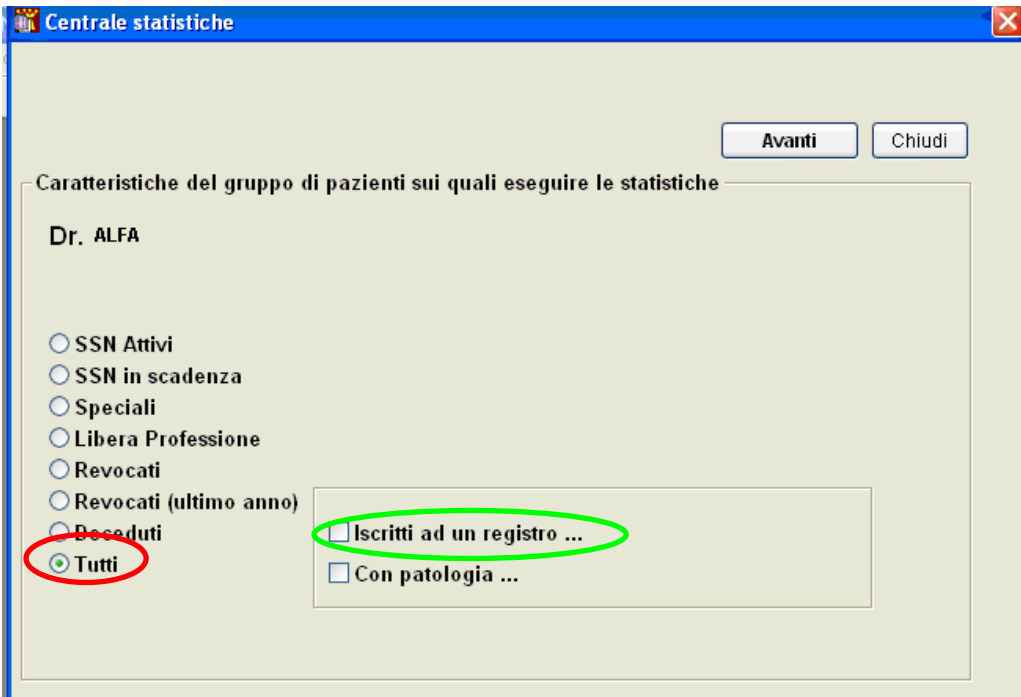 Centrale statistiche
Avanti
Chiudi
Caratteristiche del gruppo di pazienti sui quali eseguire le statistiche
Dr. ALFA
SSN Attivi
SSN in scadenza
Speciali
Libera Professione
Revocati
Revocati (ultimo anno)
Deceduti
Tutti
Iscritti ad un registro ...
Con patologia ...